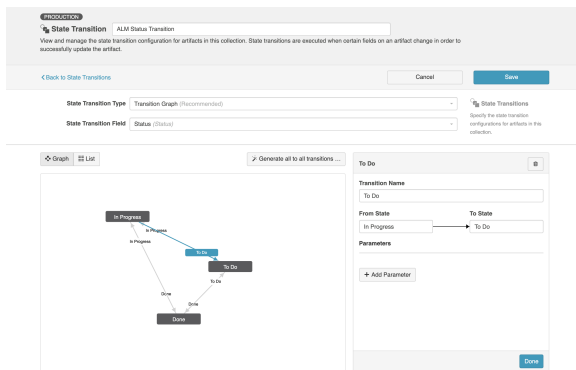 PRODUCTION
State Transition ALM Status Transition
View and manage the state transition configuration for artifacts in this collection. State transitions are executed when certain fields on an artifact change in order to
successfully update the artifact.
Back to State Transitions
Cancel
Save
State Transition Type Transition Graph (Recommended)
State Transition Field Status (Status)
State Transitions
Specify the state transition
configurations for artifacts in this
collection.
Graph
List
Generate all to all transitions ...
In Progress
In Progress
In Progress
To Do
To Do
To Do
Done
Done
Done
To Do
Transition Name
To Do
From State To State
In Progress To Do
Parameters
+ Add Parameter
Done